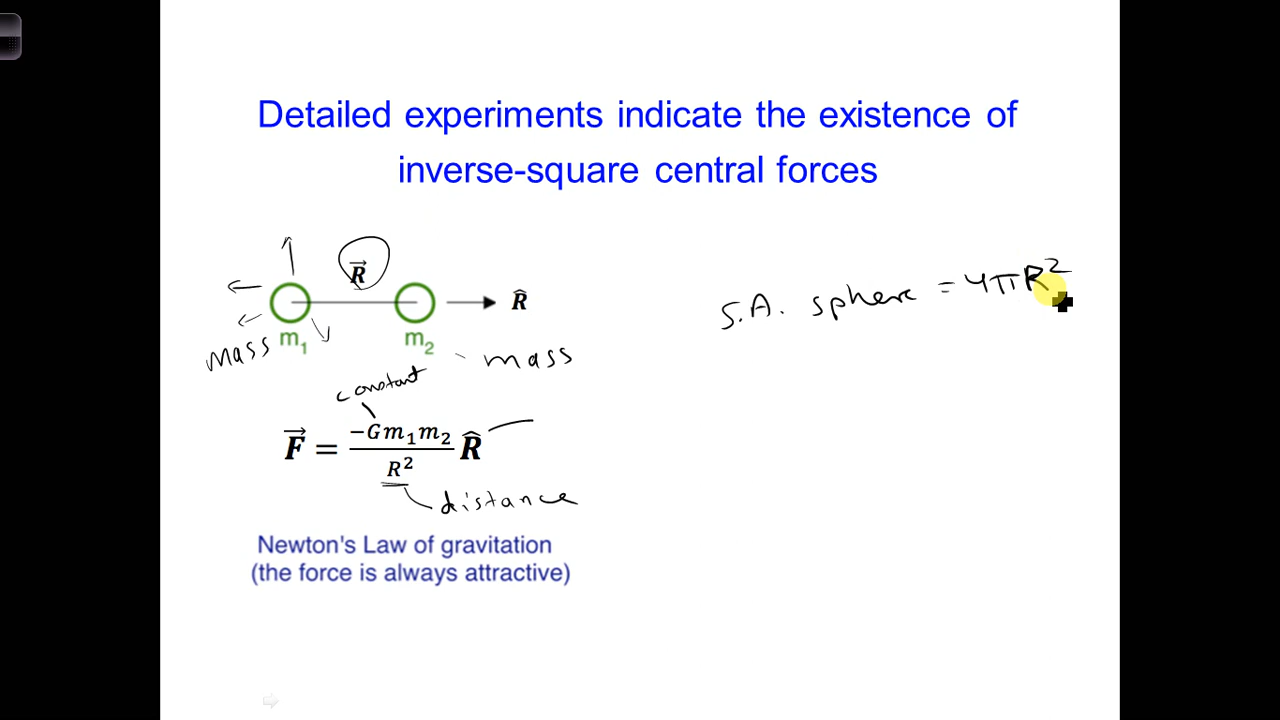 Detailed experiments indicate the existence of
inverse-square central forces
R⃗
R̂
m₁
m₂
mass
mass
S.A. sphere = 4πR²
constant
F⃗ = −Gm₁m₂/R² R̂
distance
Newton's Law of gravitation
(the force is always attractive)